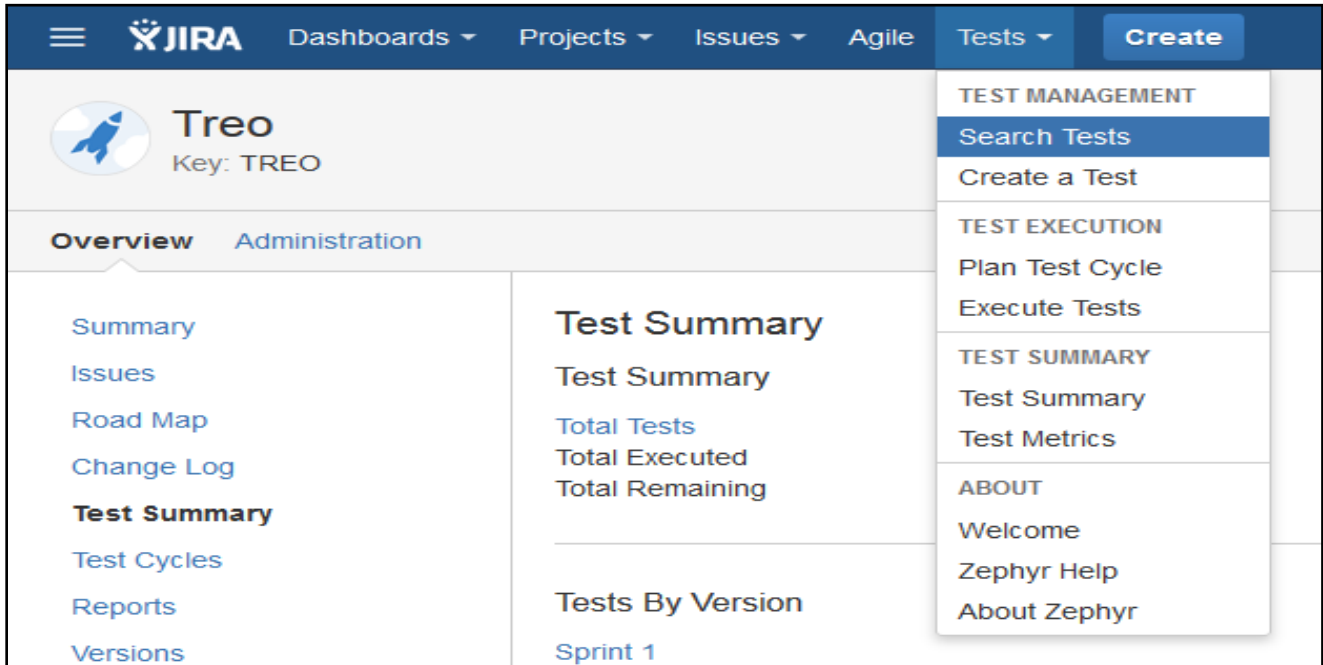 JIRA Dashboards Projects Issues Agile Tests Create
Treo
Key: TREO
Overview Administration
Summary
Issues
Road Map
Change Log
Test Summary
Test Cycles
Reports
Versions
Test Summary
Test Summary
Total Tests
Total Executed
Total Remaining
Tests By Version
Sprint 1
TEST MANAGEMENT
Search Tests
Create a Test
TEST EXECUTION
Plan Test Cycle
Execute Tests
TEST SUMMARY
Test Summary
Test Metrics
ABOUT
Welcome
Zephyr Help
About Zephyr